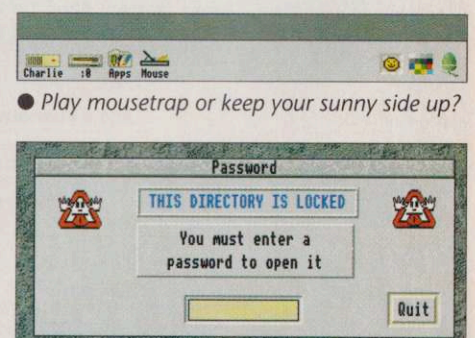 Charlie :0 Apps Mouse
● Play mousetrap or keep your sunny side up?
Password
THIS DIRECTORY IS LOCKED
You must enter a
password to open it
Quit